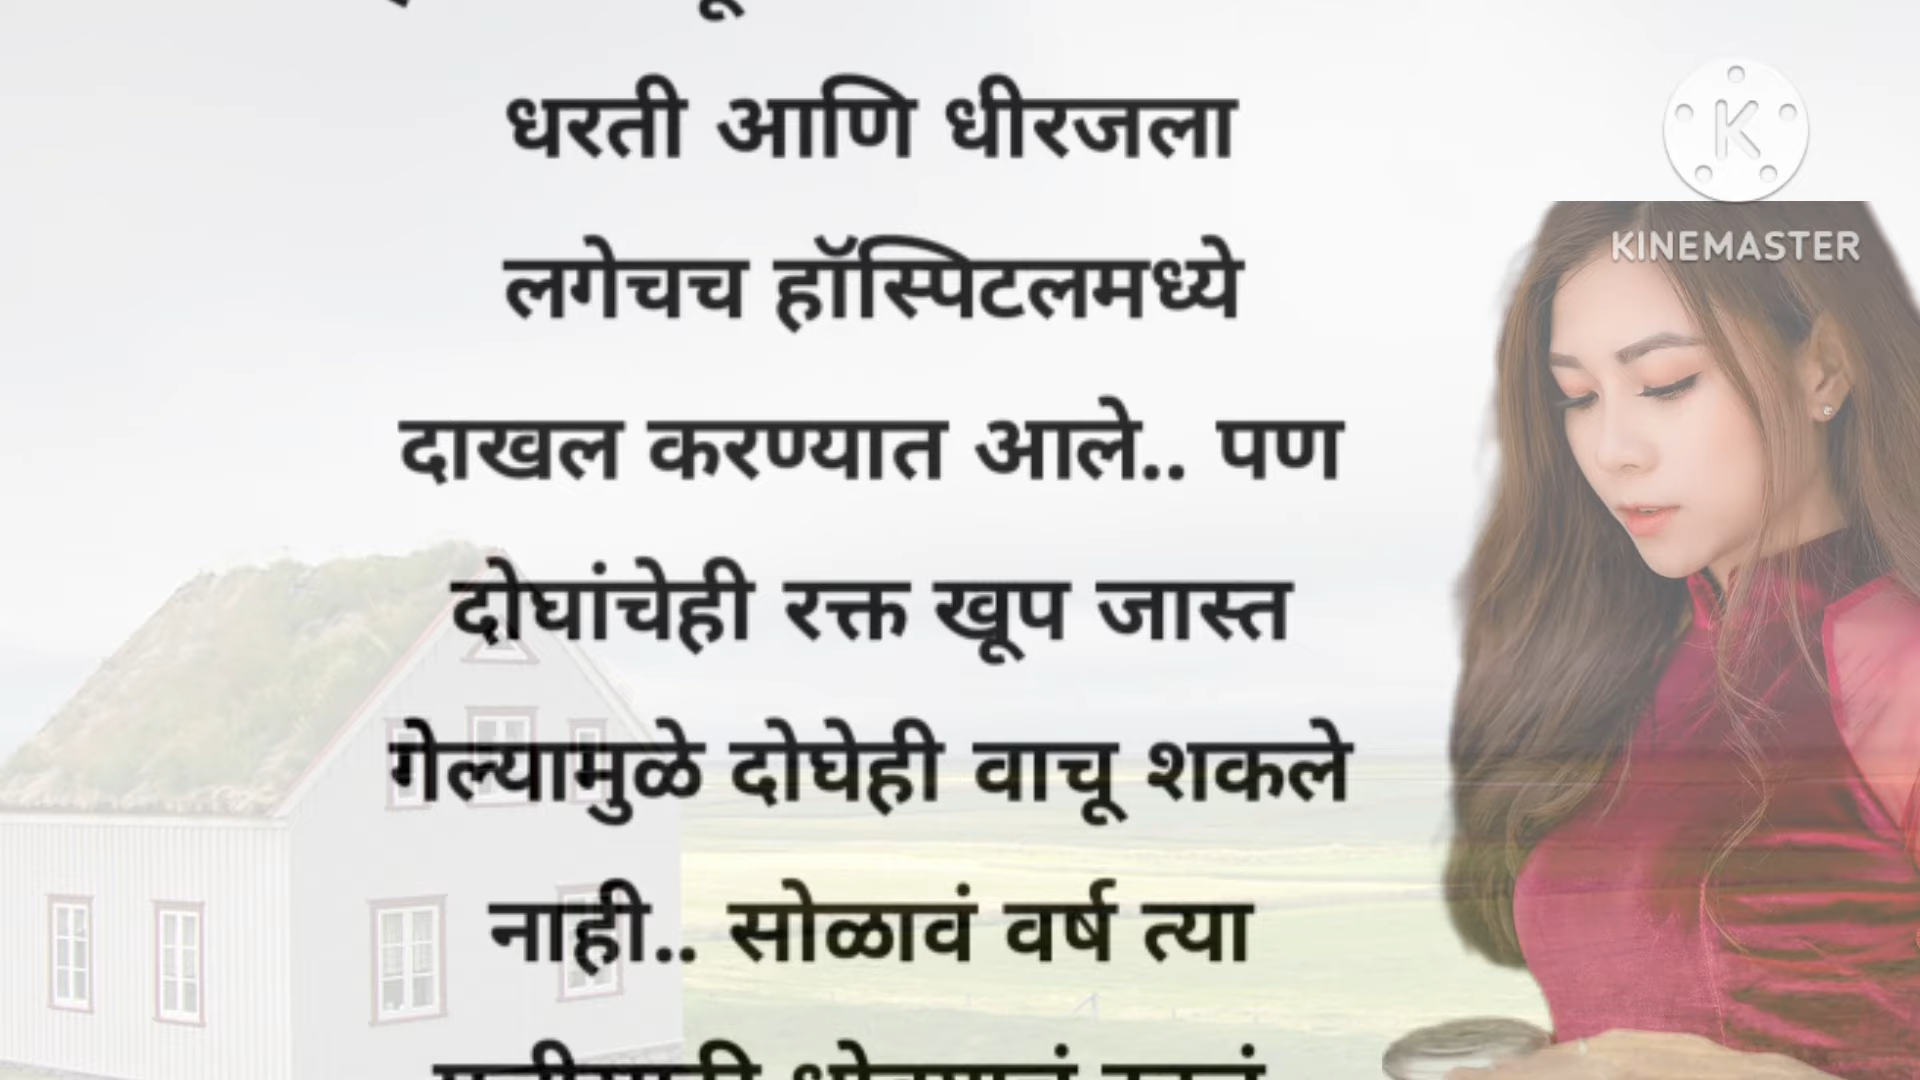 धरती आणि धीरजला
लगेचच हॉस्पिटलमध्ये
दाखल करण्यात आले.. पण
दोघांचेही रक्त खूप जास्त
गेल्यामुळे दोघेही वाचू शकले
नाही.. सोळावं वर्ष त्या
KINEMASTER